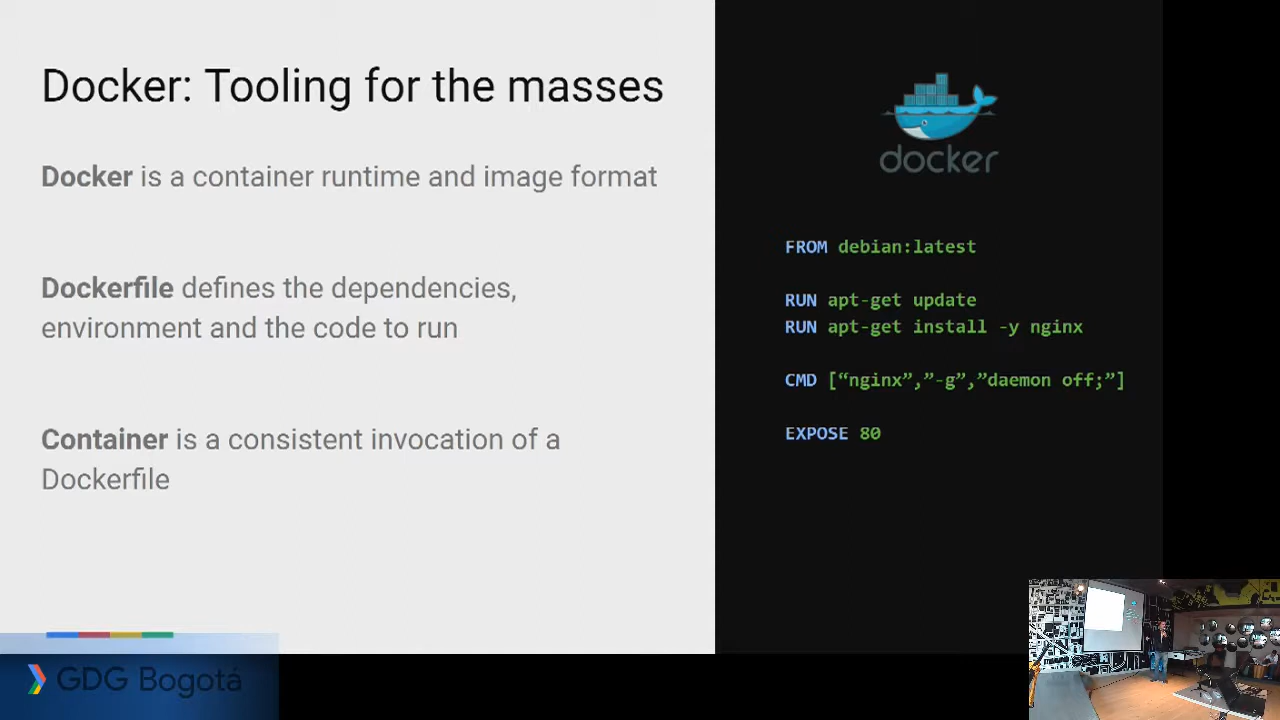 Docker: Tooling for the masses
Docker is a container runtime and image format
Dockerfile defines the dependencies,
environment and the code to run
Container is a consistent invocation of a
Dockerfile
docker
FROM debian:latest
RUN apt-get update
RUN apt-get install -y nginx
CMD [“nginx”,”-g”,”daemon off;”]
EXPOSE 80
GDG Bogotá